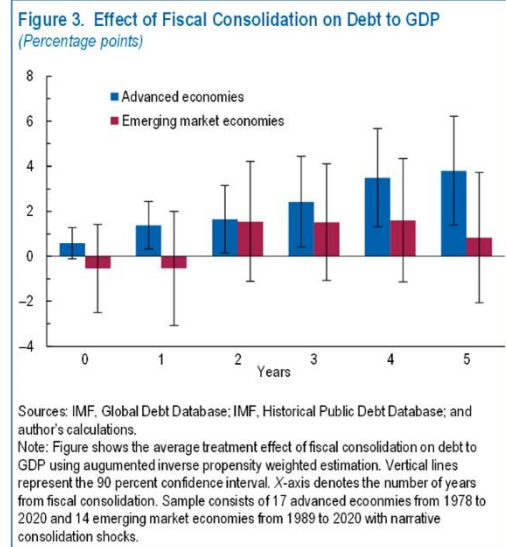 Figure 3. Effect of Fiscal Consolidation on Debt to GDP
(Percentage points)
8
6
4
2
0
–2
–4
Advanced economies
Emerging market economies
0 1 2 3 4 5
Years
Sources: IMF, Global Debt Database; IMF, Historical Public Debt Database; and
author's calculations.
Note: Figure shows the average treatment effect of fiscal consolidation on debt to
GDP using augumented inverse propensity weighted estimation. Vertical lines
represent the 90 percent confidence interval. X-axis denotes the number of years
from fiscal consolidation. Sample consists of 17 advanced ecoonmies from 1978 to
2020 and 14 emerging market economies from 1989 to 2020 with narrative
consolidation shocks.